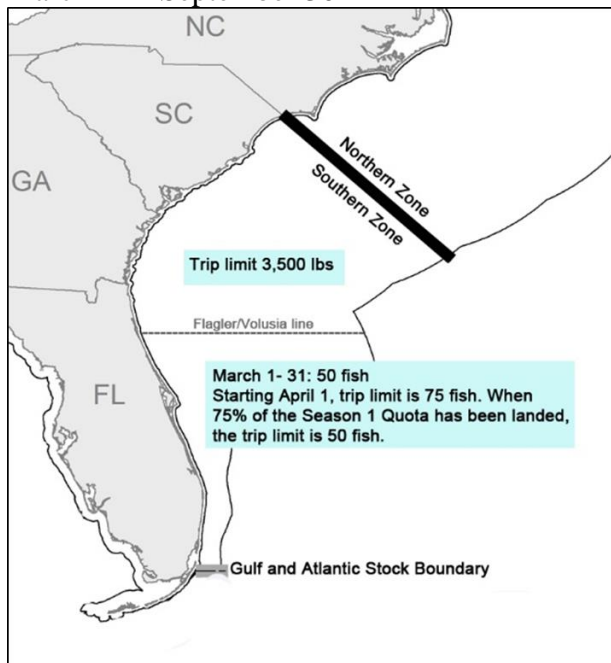 NC
SC
GA
Northern Zone
Southern Zone
Trip limit 3,500 lbs
Flagler/Volusia line
FL
March 1- 31: 50 fish
Starting April 1, trip limit is 75 fish. When
75% of the Season 1 Quota has been landed,
the trip limit is 50 fish.
Gulf and Atlantic Stock Boundary